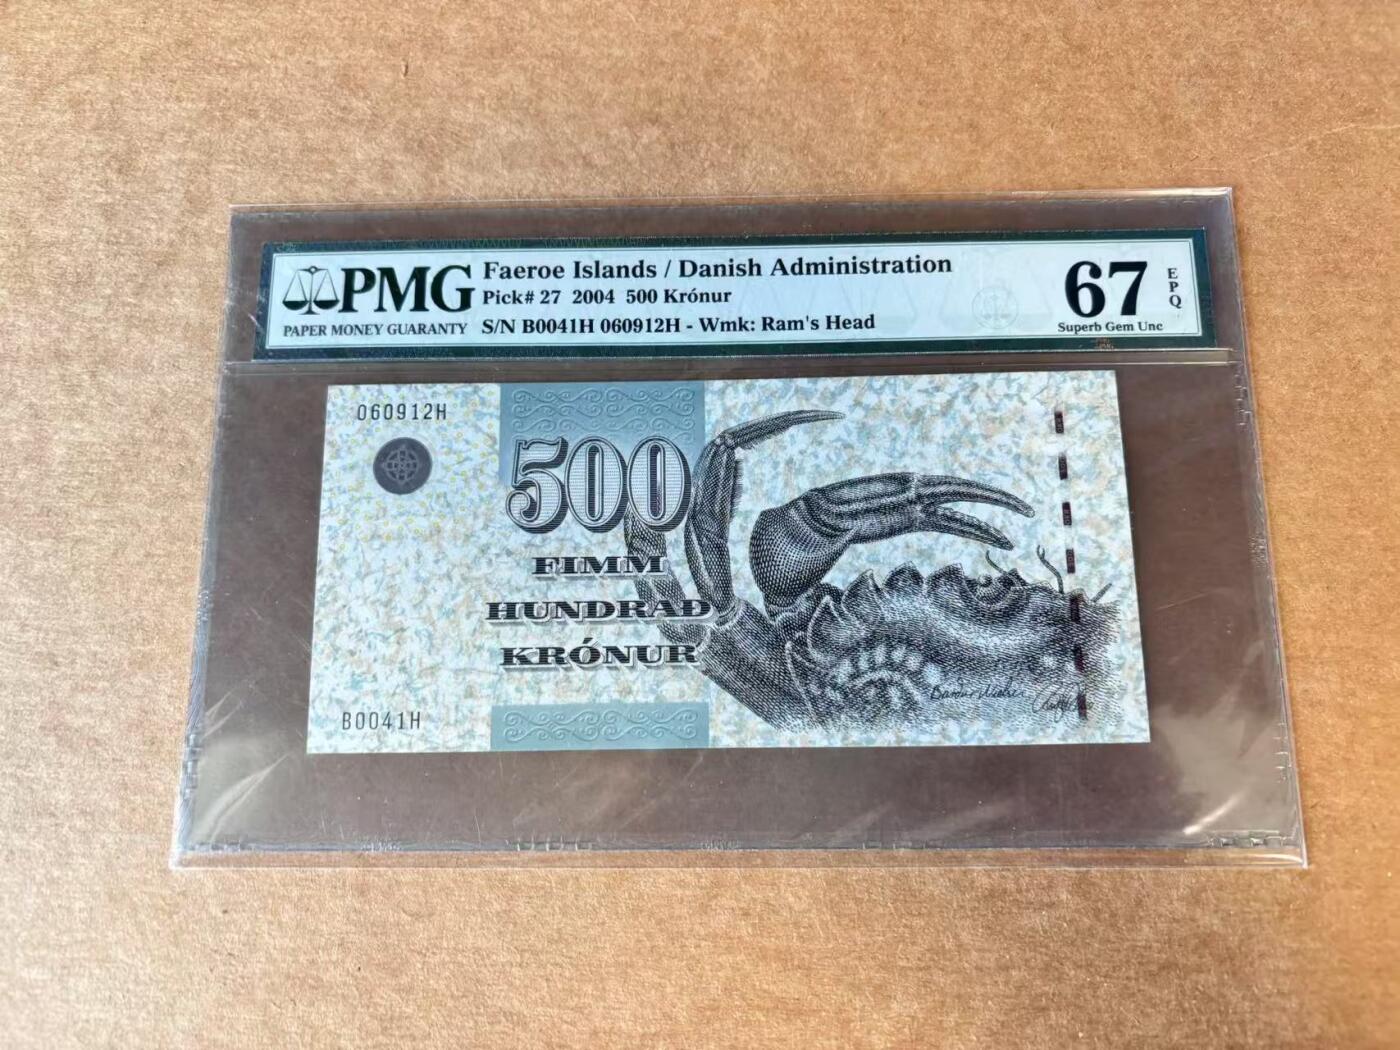 PMG
PAPER MONEY GUARANTY
Faeroe Islands / Danish Administration
Pick# 27 2004 500 Krónur
S/N B0041H 060912H - Wmk: Ram's Head
67
EPQ
Superb Gem Unc
060912H
500
FIMM
HUNDRAÐ
KRÓNUR
B0041H